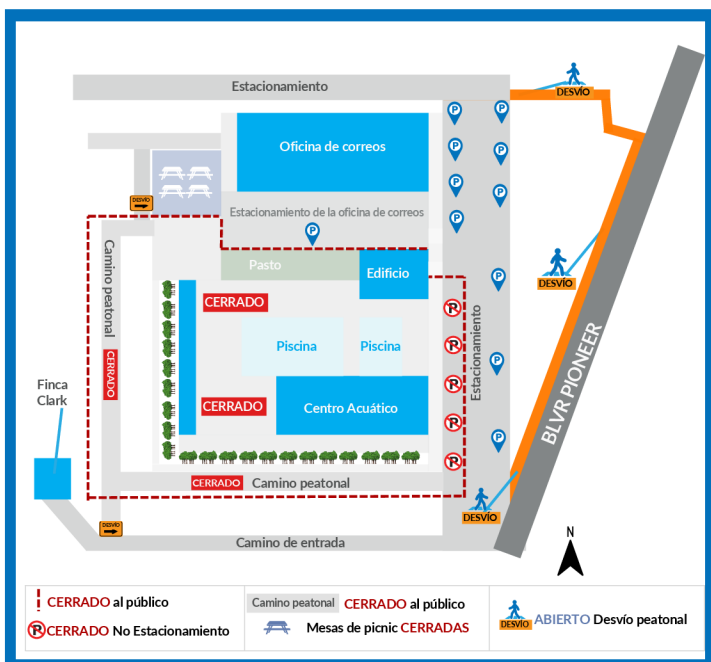 Estacionamiento
DESVÍO
P
P
Oficina de correos
P
P
P
P
DESVÍO
Estacionamiento de la oficina de correos
P
P
Camino peatonal
Pasto
Edificio
P
DESVÍO
CERRADO
P
Estacionamiento
BLVR PIONEER
Piscina
Piscina
P
P
CERRADO
P
Finca
Clark
CERRADO
Centro Acuático
P
P
CERRADO
Camino peatonal
P
DESVÍO
DESVÍO
Camino de entrada
N
CERRADO al público
Camino peatonal CERRADO al público
DESVÍO ABIERTO Desvío peatonal
P CERRADO No Estacionamiento
Mesas de picnic CERRADAS